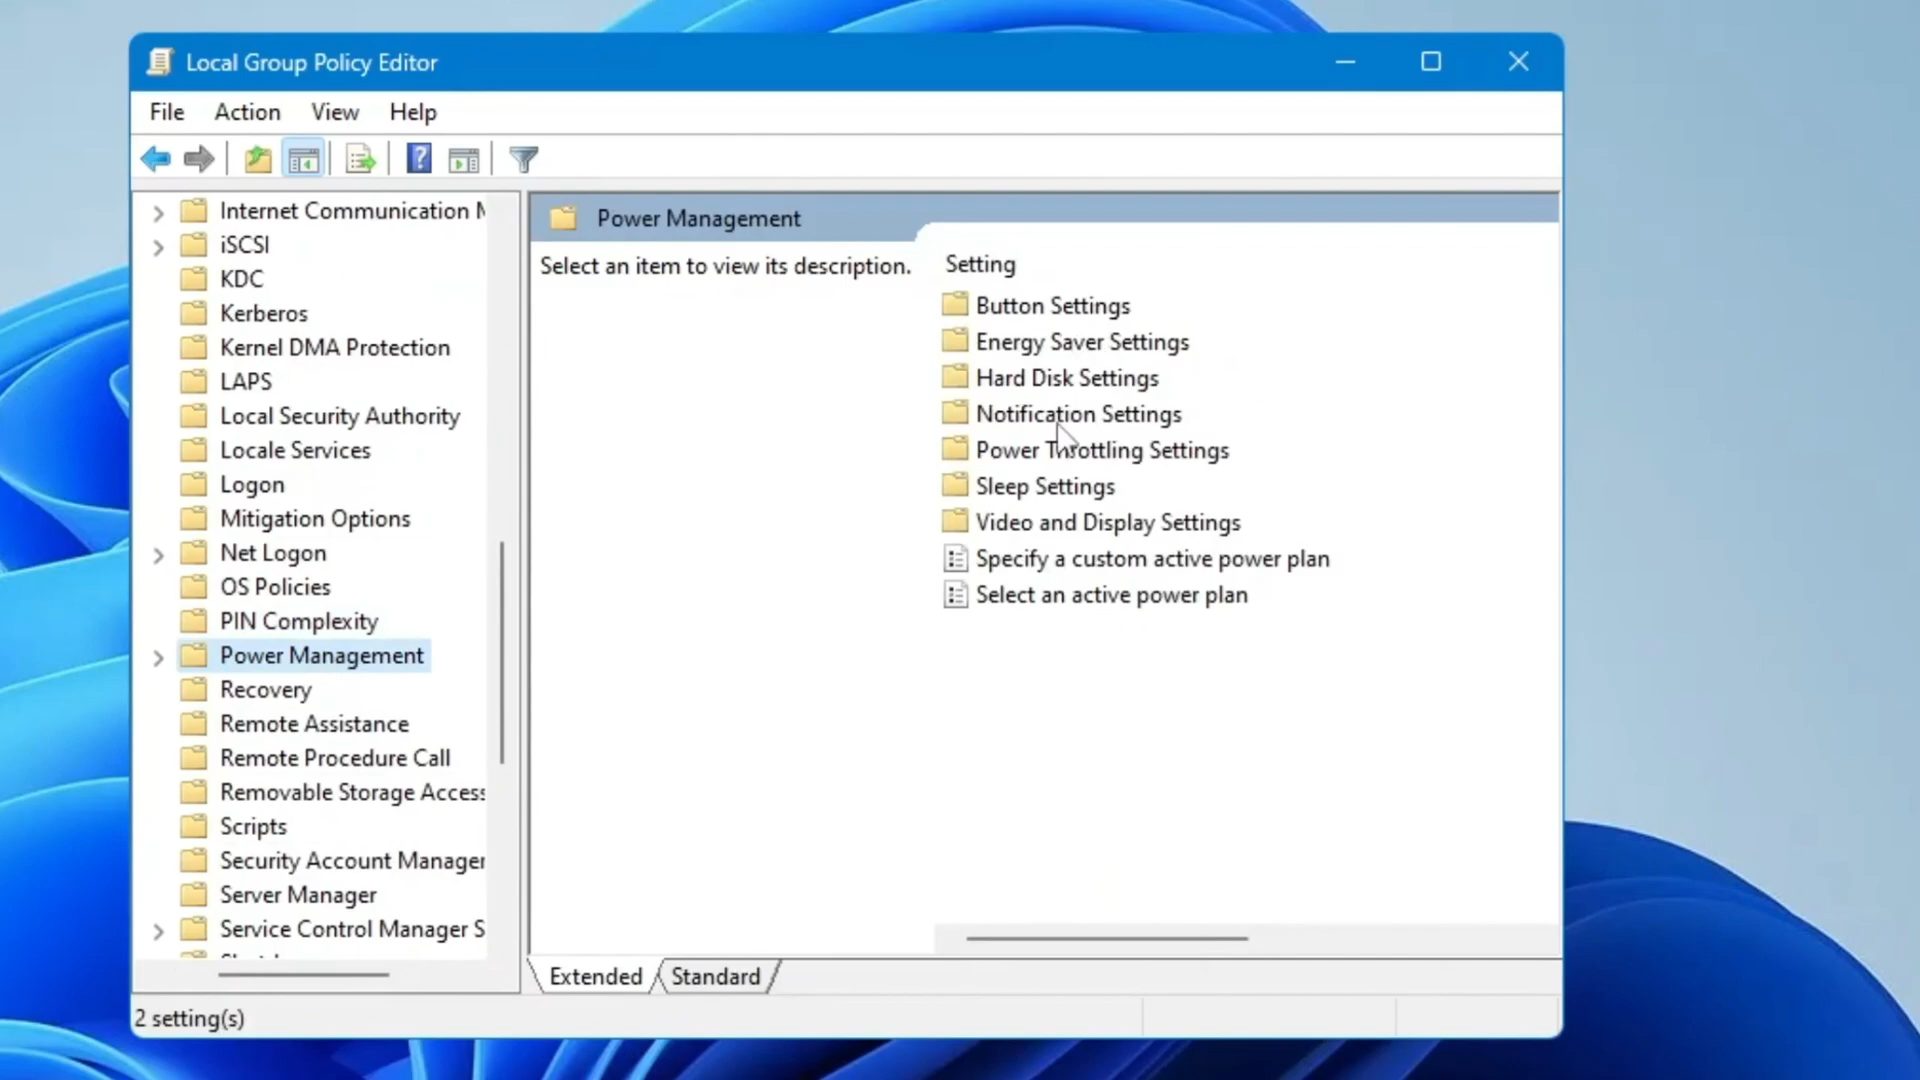 Local Group Policy Editor
File Action View Help
Internet Communication M
iSCSI
KDC
Kerberos
Kernel DMA Protection
LAPS
Local Security Authority
Locale Services
Logon
Mitigation Options
Net Logon
OS Policies
PIN Complexity
Power Management
Recovery
Remote Assistance
Remote Procedure Call
Removable Storage Access
Scripts
Security Account Manager
Server Manager
Service Control Manager S
Power Management
Select an item to view its description.
Setting
Button Settings
Energy Saver Settings
Hard Disk Settings
Notification Settings
Power Throttling Settings
Sleep Settings
Video and Display Settings
Specify a custom active power plan
Select an active power plan
Extended Standard
2 setting(s)